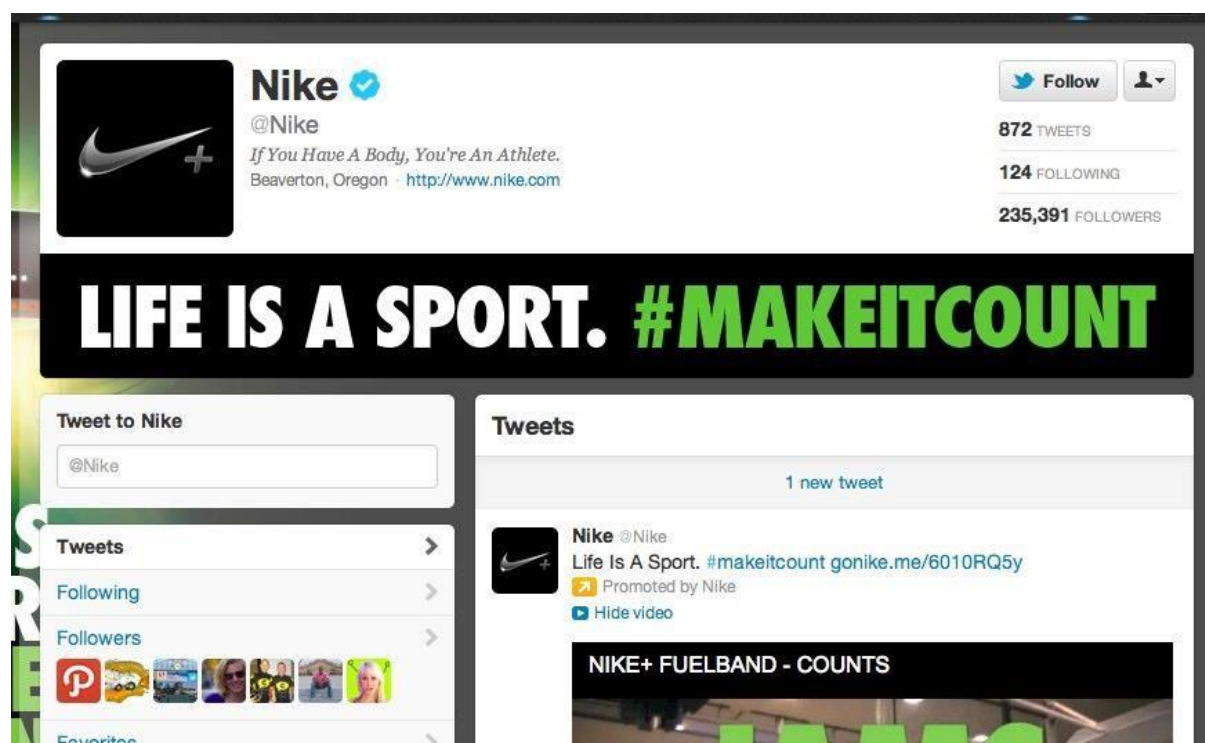 Nike
@Nike
If You Have A Body, You're An Athlete.
Beaverton, Oregon · http://www.nike.com
Follow
872 TWEETS
124 FOLLOWING
235,391 FOLLOWERS
LIFE IS A SPORT. #MAKEITCOUNT
Tweet to Nike
@Nike
Tweets
Following
Followers
Favorites
Tweets
1 new tweet
Nike @Nike
Life Is A Sport. #makeitcount gonike.me/6010RQ5y
Promoted by Nike
Hide video
NIKE+ FUELBAND - COUNTS